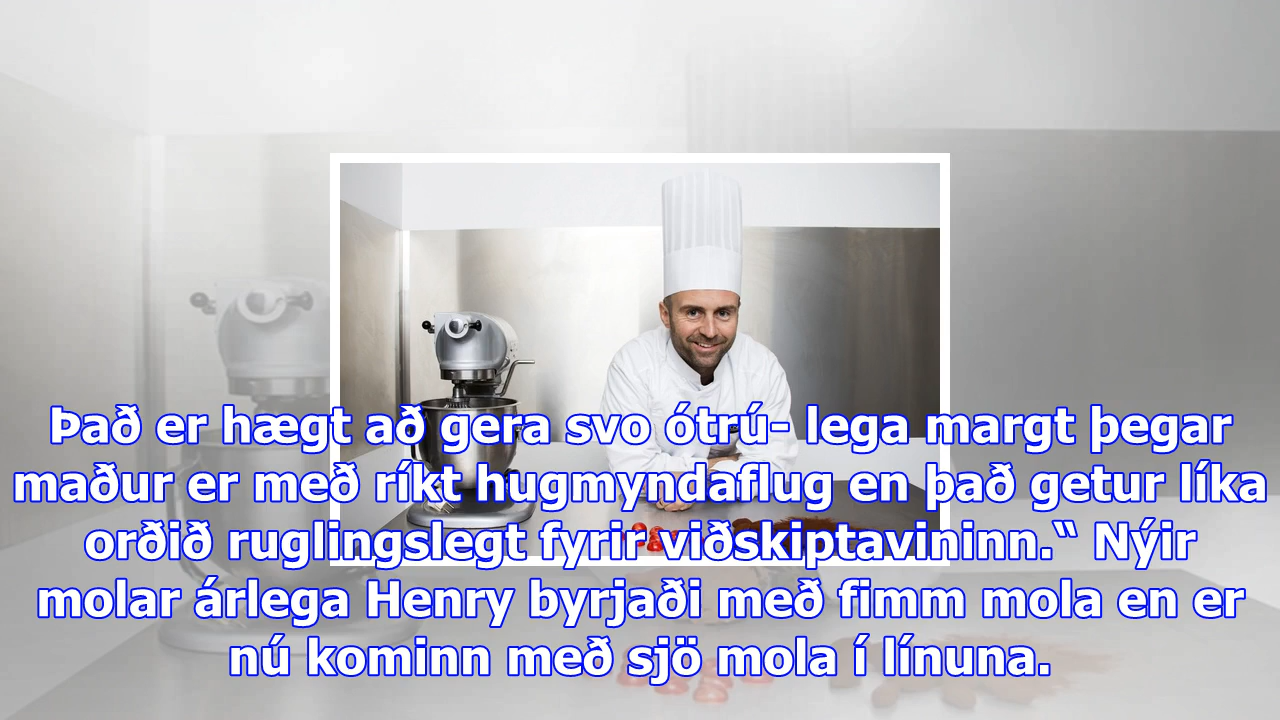 Það er hægt að gera svo ótrú- lega margt þegar
maður er með ríkt hugmyndaflug en það getur líka
orðið ruglingslegt fyrir viðskiptavininn.“ Nýir
molar árlega Henry byrjaði með fimm mola en er
nú kominn með sjö mola í línuna.